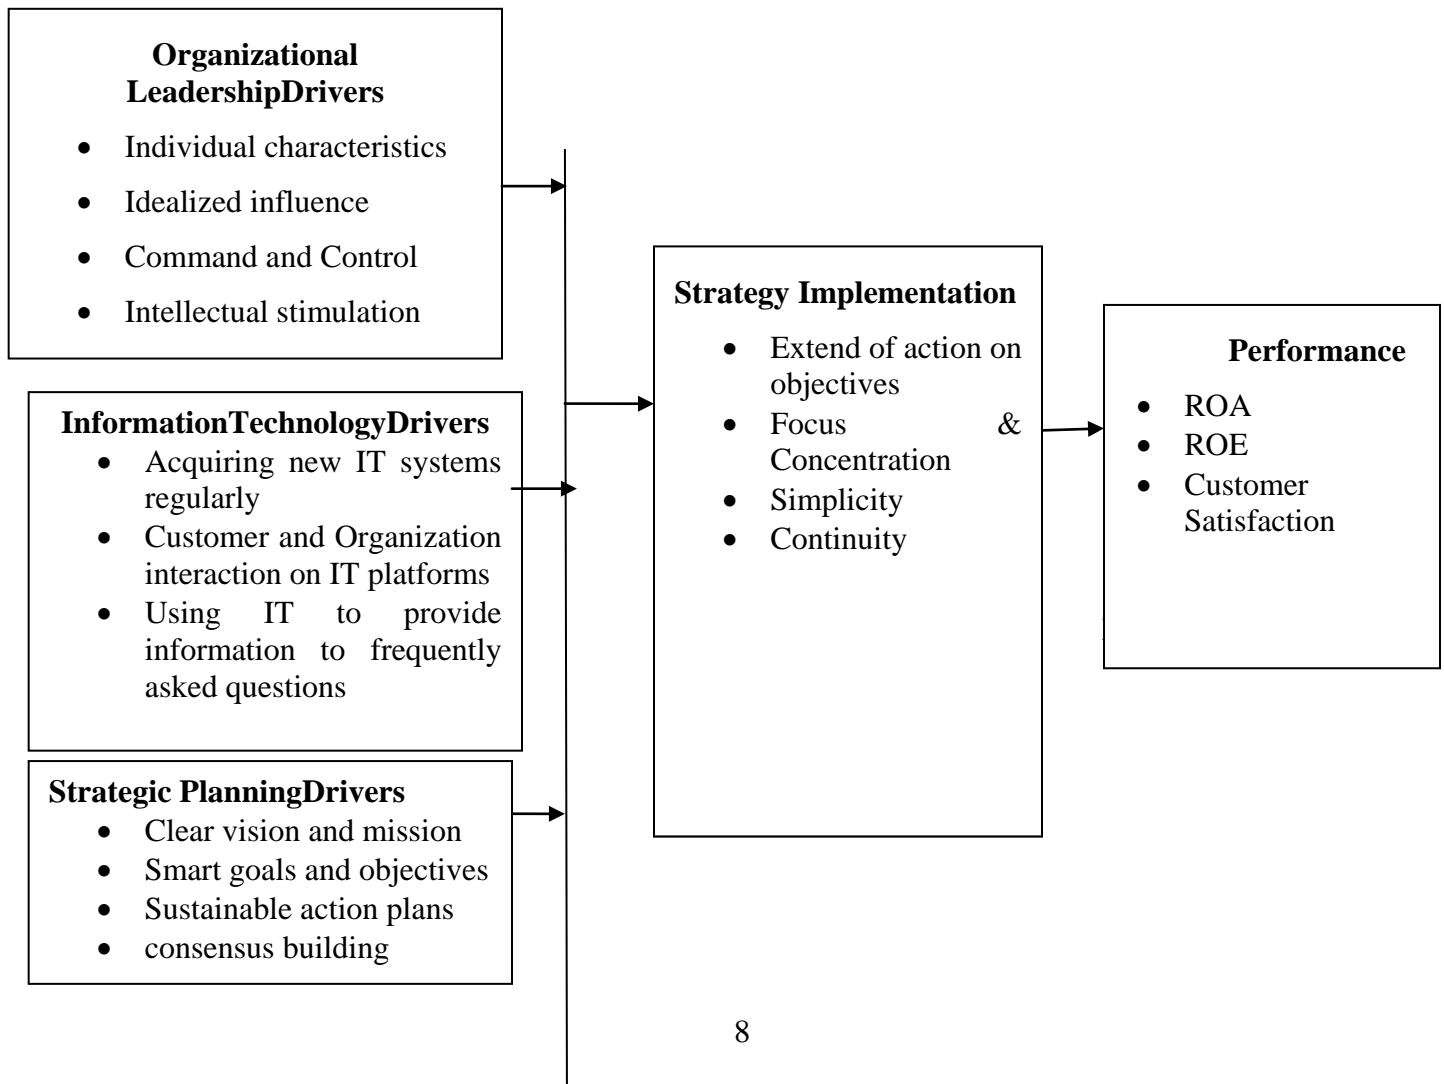 Organizational
LeadershipDrivers
• Individual characteristics
• Idealized influence
• Command and Control
• Intellectual stimulation
InformationTechnologyDrivers
• Acquiring new IT systems
regularly
• Customer and Organization
interaction on IT platforms
• Using IT to provide
information to frequently
asked questions
Strategic PlanningDrivers
• Clear vision and mission
• Smart goals and objectives
• Sustainable action plans
• consensus building
Strategy Implementation
• Extend of action on
objectives
• Focus &
Concentration
• Simplicity
• Continuity
Performance
• ROA
• ROE
• Customer
Satisfaction
8